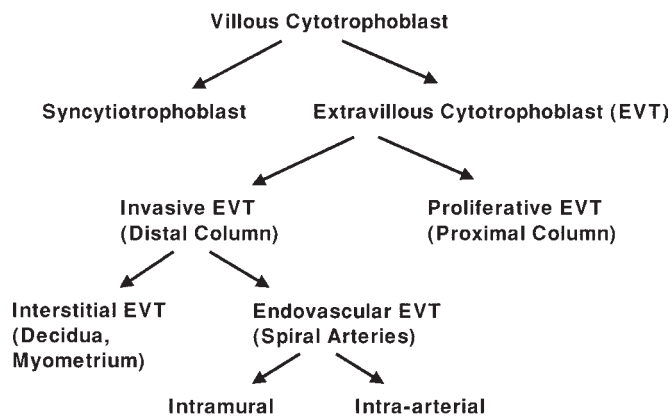 Villous Cytotrophoblast
Syncytiotrophoblast
Extravillous Cytotrophoblast (EVT)
Invasive EVT
(Distal Column)
Proliferative EVT
(Proximal Column)
Interstitial EVT
(Decidua,
Myometrium)
Endovascular EVT
(Spiral Arteries)
Intramural
Intra-arterial